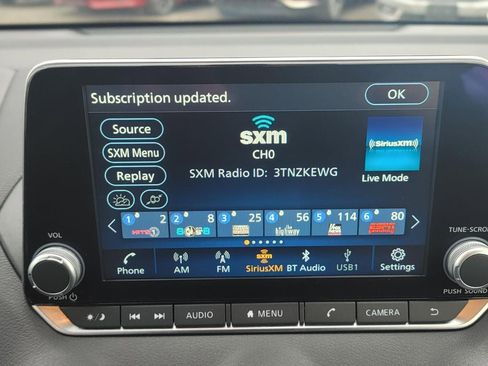 Subscription updated.
OK
Source
sxm
SXM Menu
CH0
((SiriusXM))
Replay
SXM Radio ID: 3TNZKEWG
Live Mode
1 2
2 8
3 25
4 56
5 114
6 80
VOL
TUNE-SCROLL
Phone
AM
FM
SiriusXM
BT Audio
USB1
Settings
PUSH
PUSH SOUND
AUDIO
MENU
CAMERA